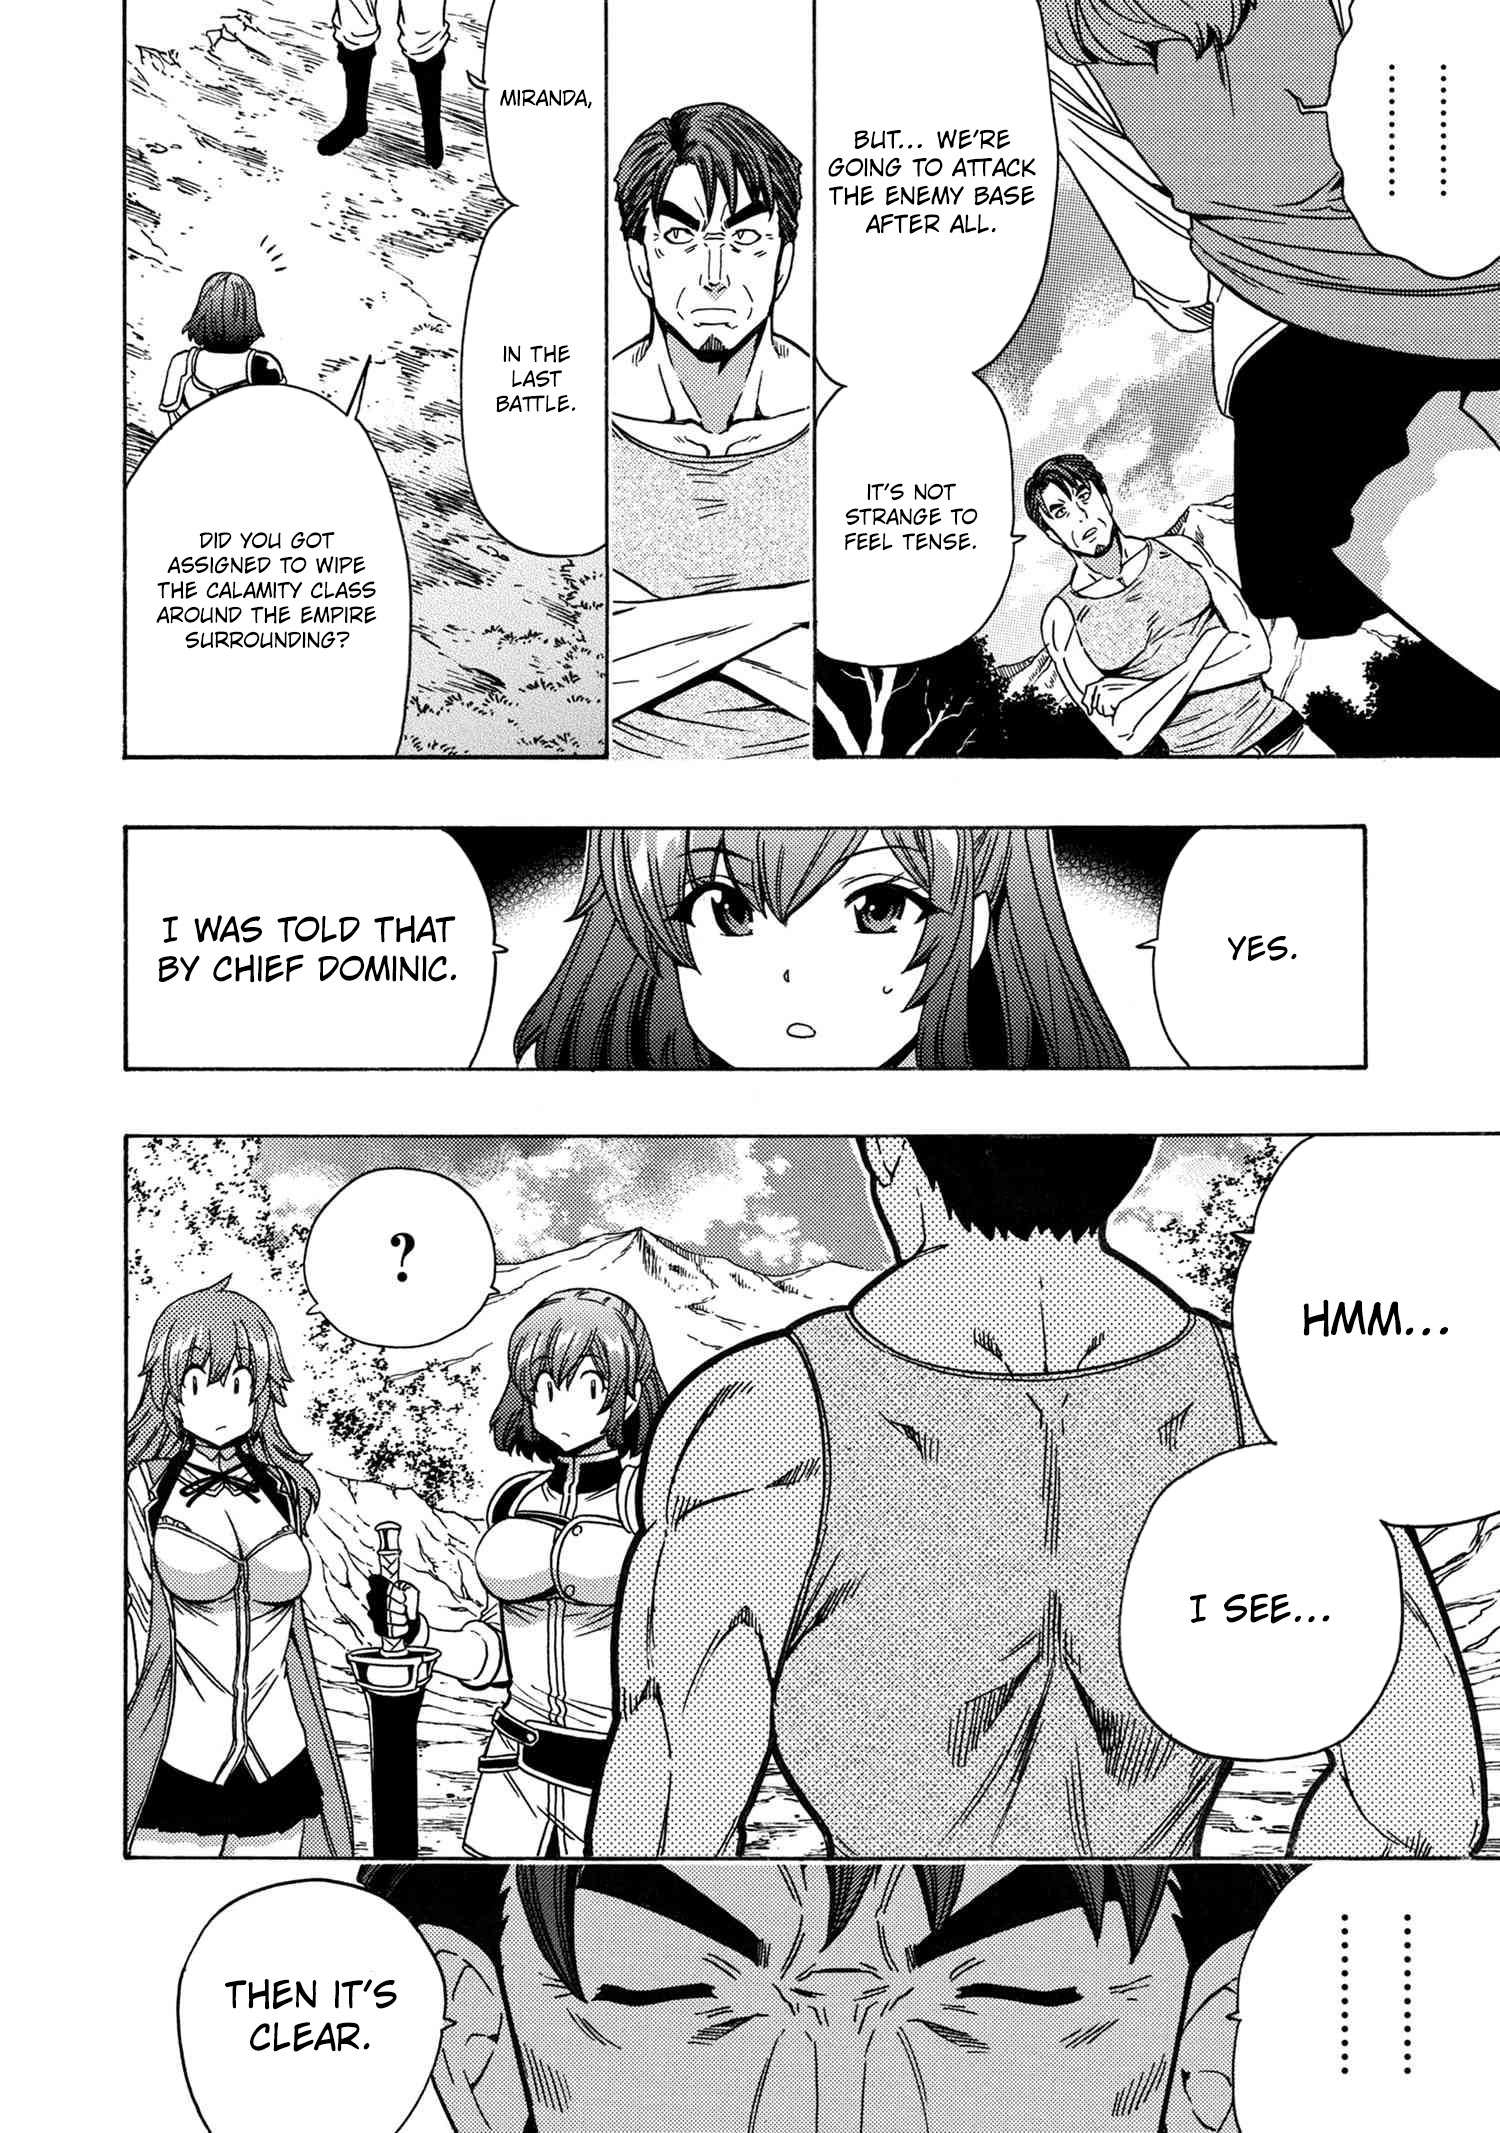 BUT... WE'RE
GOING TO ATTACK
THE ENEMY BASE
AFTER ALL.
IT'S NOT
STRANGE TO
FEEL TENSE.
MIRANDA,
IN THE
LAST
BATTLE.
DID YOU GOT
ASSIGNED TO WIPE
THE CALAMITY CLASS
AROUND THE EMPIRE
SURROUNDING?
YES.
I WAS TOLD THAT
BY CHIEF DOMINIC.
HMM...
I SEE...
?
THEN IT'S
CLEAR.